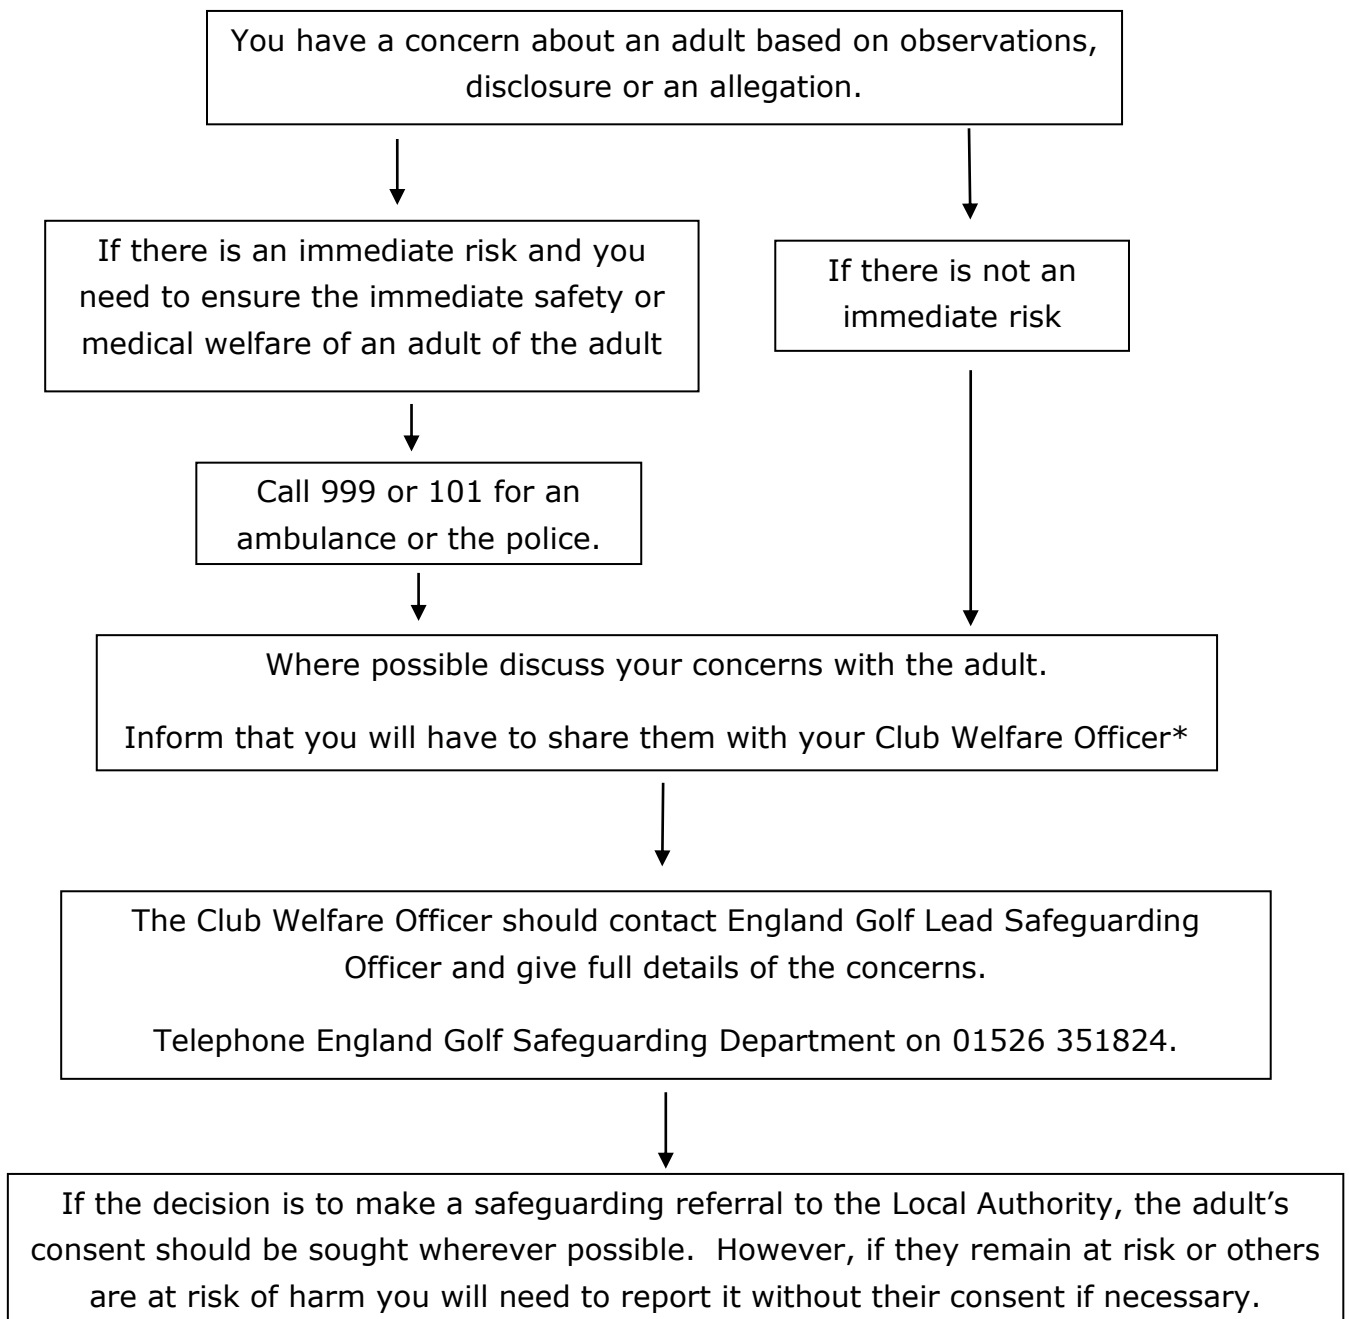 You have a concern about an adult based on observations,
disclosure or an allegation.
If there is an immediate risk and you
need to ensure the immediate safety or
medical welfare of an adult of the adult
If there is not an
immediate risk
Call 999 or 101 for an
ambulance or the police.
Where possible discuss your concerns with the adult.
Inform that you will have to share them with your Club Welfare Officer*
The Club Welfare Officer should contact England Golf Lead Safeguarding
Officer and give full details of the concerns.
Telephone England Golf Safeguarding Department on 01526 351824.
If the decision is to make a safeguarding referral to the Local Authority, the adult’s
consent should be sought wherever possible.  However, if they remain at risk or others
are at risk of harm you will need to report it without their consent if necessary.